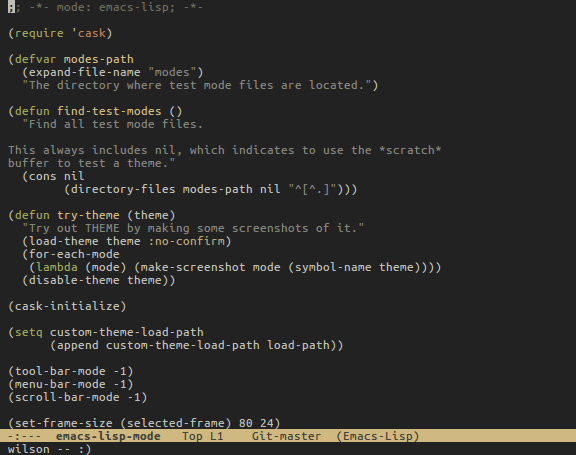 ;; -*- mode: emacs-lisp; -*-

(require 'cask)

(defvar modes-path
  (expand-file-name "modes")
  "The directory where test mode files are located.")

(defun find-test-modes ()
  "Find all test mode files.

This always includes nil, which indicates to use the *scratch*
buffer to test a theme."
  (cons nil
        (directory-files modes-path nil "^[^.]")))

(defun try-theme (theme)
  "Try out THEME by making some screenshots of it."
  (load-theme theme :no-confirm)
  (for-each-mode
   (lambda (mode) (make-screenshot mode (symbol-name theme))))
  (disable-theme theme))

(cask-initialize)

(setq custom-theme-load-path
      (append custom-theme-load-path load-path))

(tool-bar-mode -1)
(menu-bar-mode -1)
(scroll-bar-mode -1)

(set-frame-size (selected-frame) 80 24)
-:---  emacs-lisp-mode   Top L1    Git-master  (Emacs-Lisp)
wilson -- :)